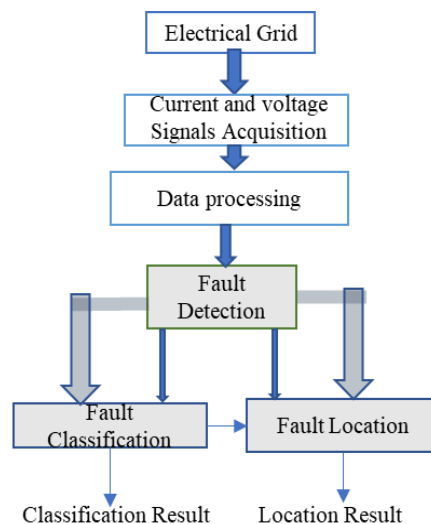 Electrical Grid
Current and voltage
Signals Acquisition
Data processing
Fault
Detection
Fault
Classification
Fault Location
Classification Result
Location Result